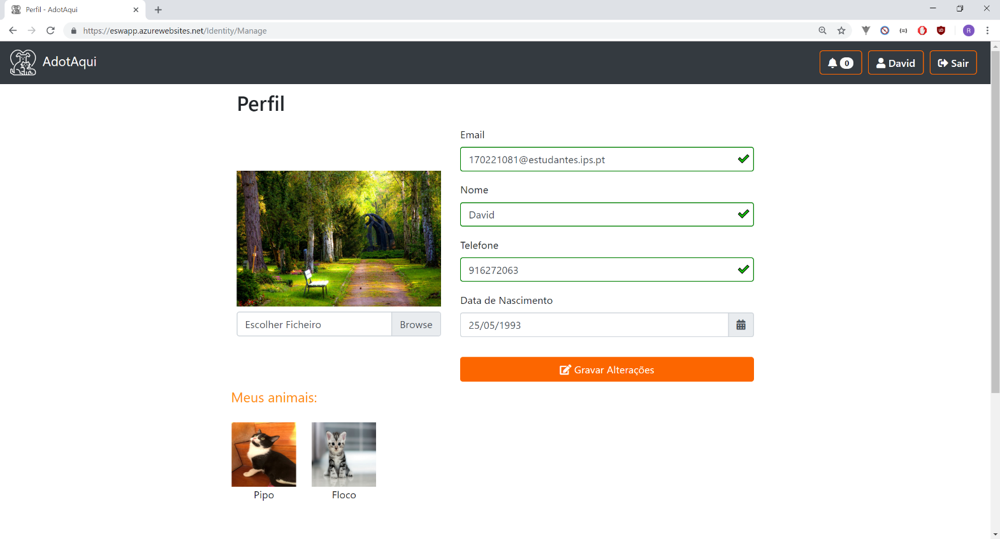 Perfil - AdotAqui
https://eswapp.azurewebsites.net/Identity/Manage
R
AdotAqui
0
David
Sair
Perfil
Email
170221081@estudantes.ips.pt
Nome
David
Telefone
916272063
Data de Nascimento
25/05/1993
Escolher Ficheiro
Browse
Gravar Alterações
Meus animais:
Pipo
Floco